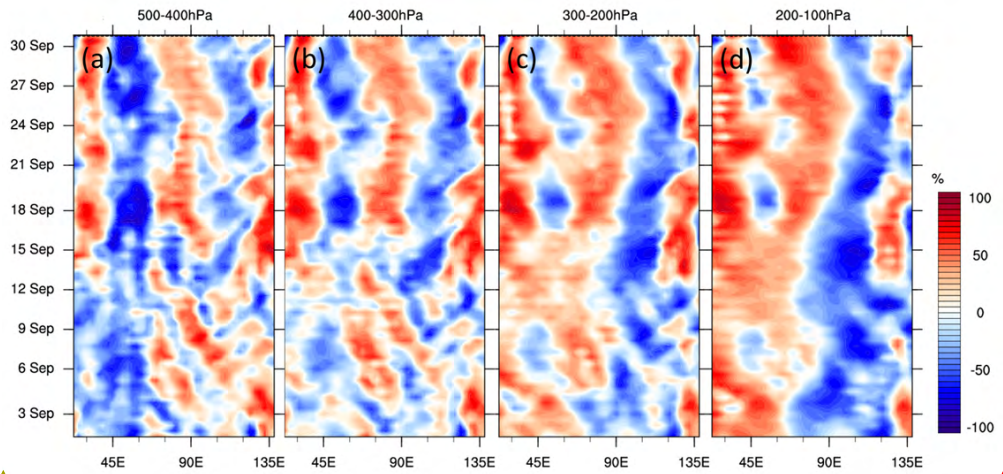 500-400hPa 400-300hPa 300-200hPa 200-100hPa
(a) (b) (c) (d)
30 Sep
27 Sep
24 Sep
21 Sep
18 Sep
15 Sep
12 Sep
9 Sep
6 Sep
3 Sep
45E 90E 135E 45E 90E 135E 45E 90E 135E 45E 90E 135E
%
100
50
0
-50
-100